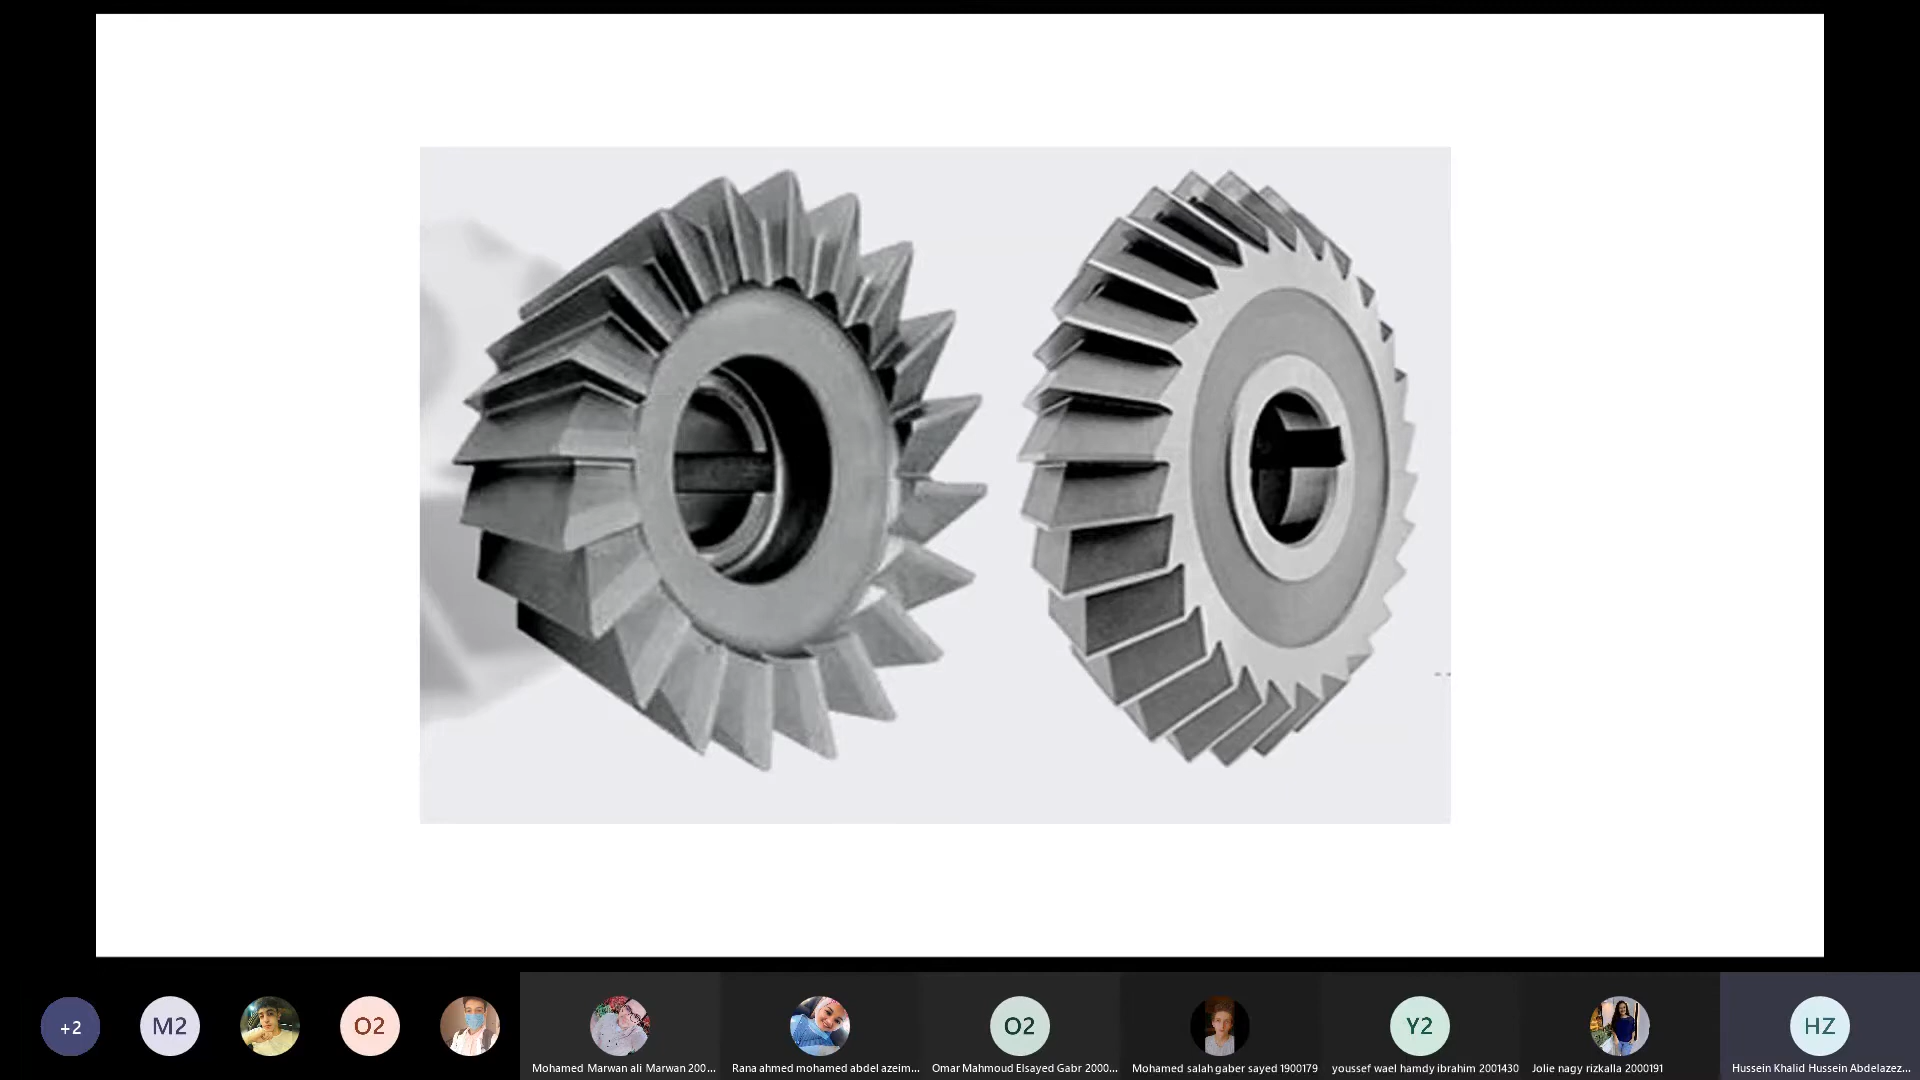 +2
M2
O2
O2
Y2
HZ
Mohamed Marwan ali Marwan 200...
Rana ahmed mohamed abdel azeim...
Omar Mahmoud Elsayed Gabr 2000...
Mohamed salah gaber sayed 1900179
youssef wael hamdy ibrahim 2001430
Jolie nagy rizkalla 2000191
Hussein Khalid Hussein Abdelazez...